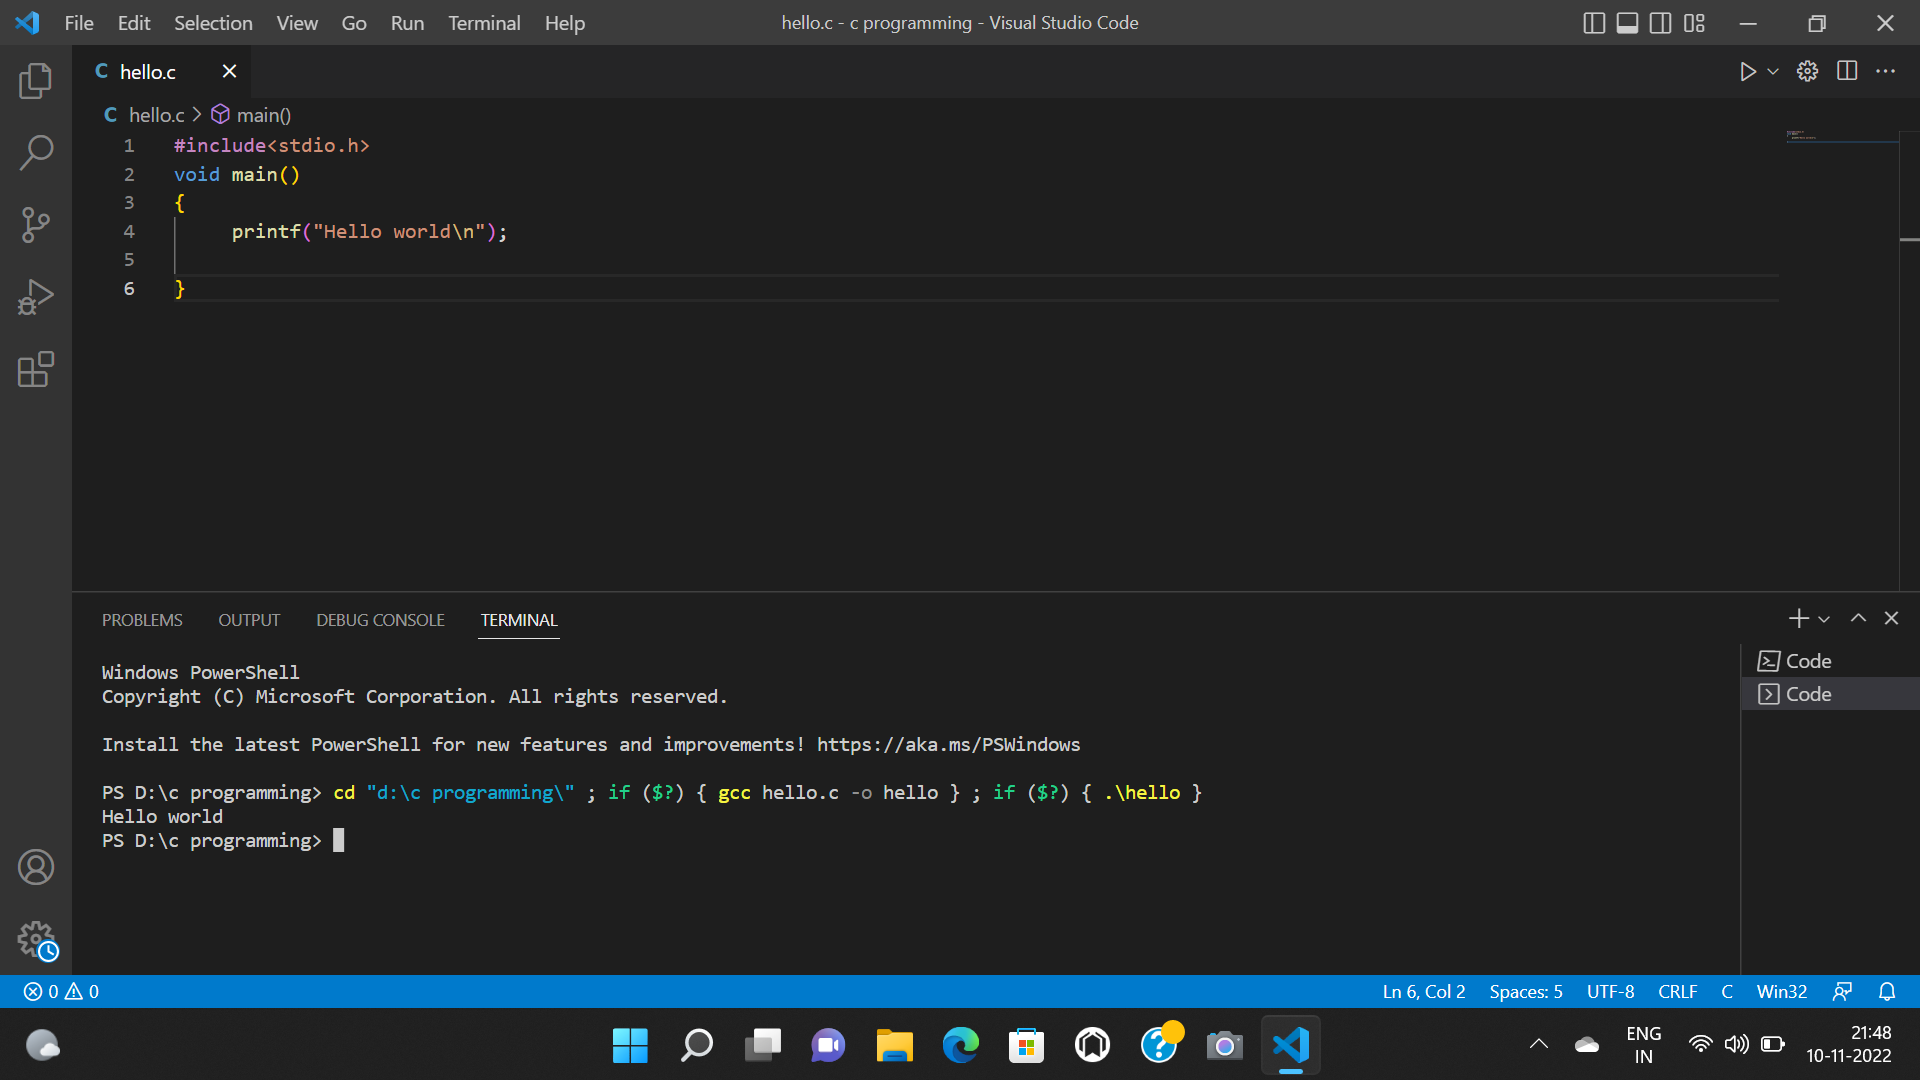 File Edit Selection View Go Run Terminal Help hello.c - c programming - Visual Studio Code
C hello.c
C hello.c > main()
1 #include<stdio.h>
2 void main()
3 {
4 printf("Hello world\n");
5
6 }
PROBLEMS OUTPUT DEBUG CONSOLE TERMINAL
Windows PowerShell
Copyright (C) Microsoft Corporation. All rights reserved.
Install the latest PowerShell for new features and improvements! https://aka.ms/PSWindows
PS D:\c programming> cd "d:\c programming\" ; if ($?) { gcc hello.c -o hello } ; if ($?) { .\hello }
Hello world
PS D:\c programming>
Code
Code
0 0 Ln 6, Col 2 Spaces: 5 UTF-8 CRLF C Win32
ENG
IN
21:48
10-11-2022